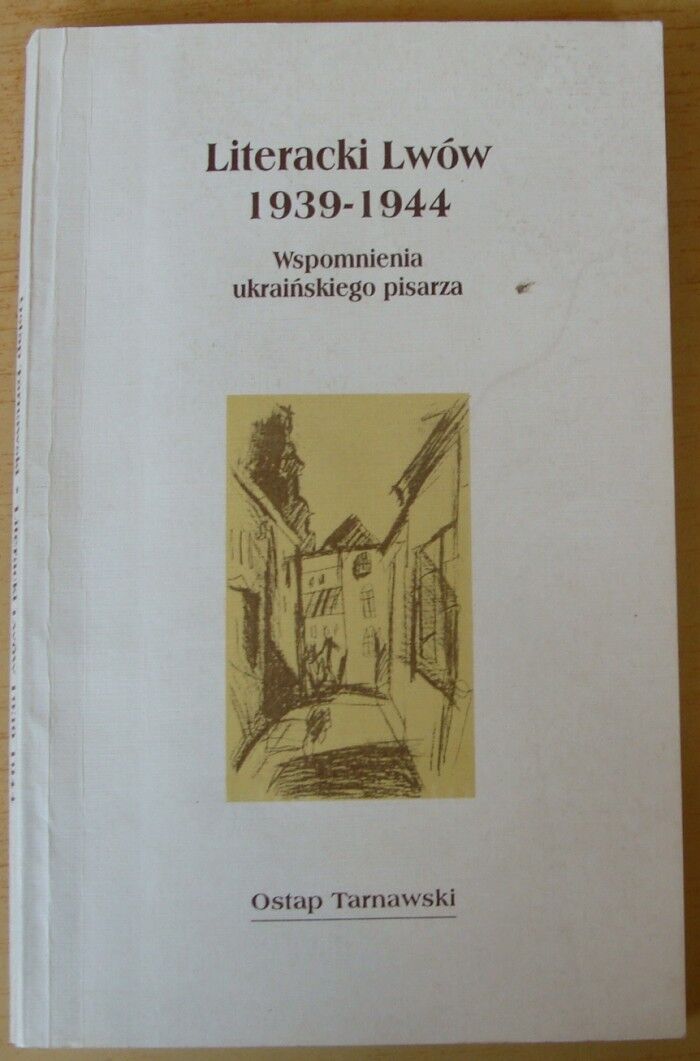 Literacki Lwów
1939-1944
Wspomnienia
ukraińskiego pisarza
Ostap Tarnawski